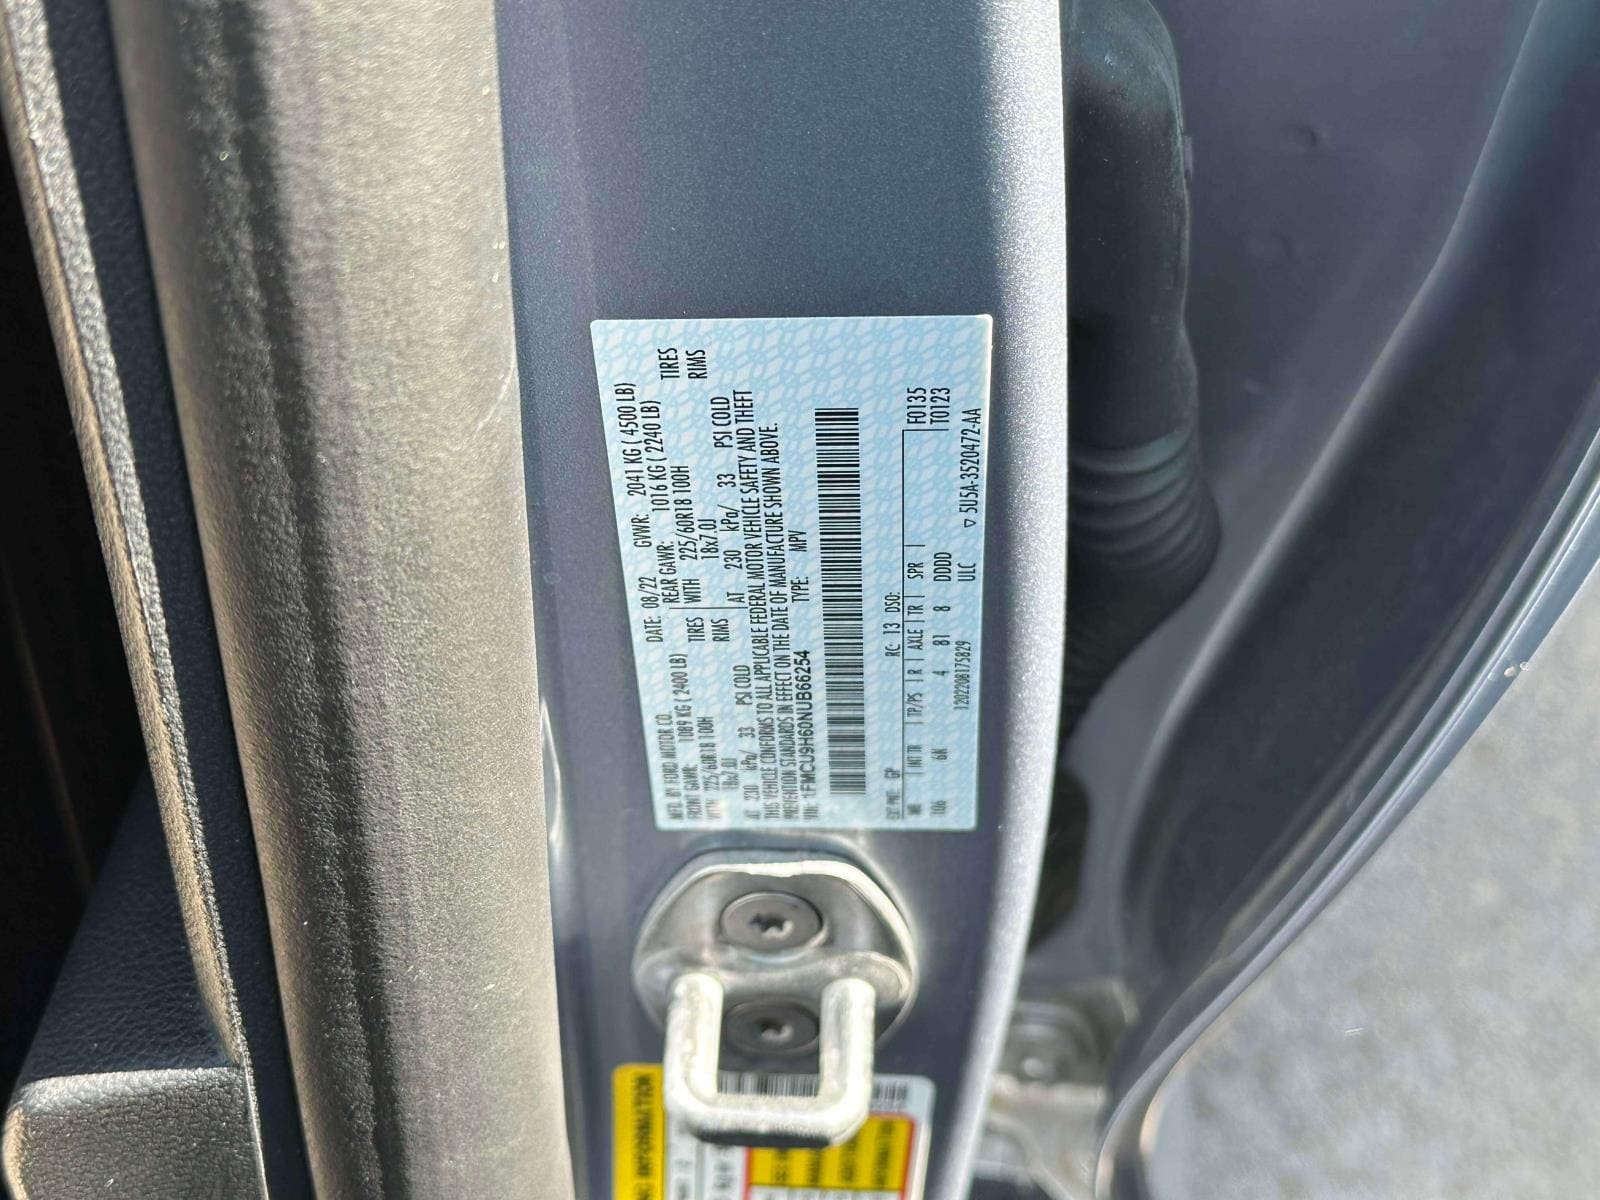 MFD. BY FORD MOTOR CO.
DATE: 08/22 GVWR: 2041 KG ( 4500 LB)
FRONT GAWR: 1089 KG ( 2400 LB) REAR GAWR: 1016 KG ( 2240 LB)
WITH 225/60R18 100H TIRES WITH 225/60R18 100H TIRES
18x7.0J RIMS 18x7.0J RIMS
AT 230 kPa/ 33 PSI COLD AT 230 kPa/ 33 PSI COLD
THIS VEHICLE CONFORMS TO ALL APPLICABLE FEDERAL MOTOR VEHICLE SAFETY AND THEFT
PREVENTION STANDARDS IN EFFECT ON THE DATE OF MANUFACTURE SHOWN ABOVE.
VIN: 1FMCU9H60NUB66254 TYPE: MPV
EXT PNT: GP RC: 13 DSO: F0135
WB INT TR TP/PS R AXLE TR SPR T0123
106 6N 4 81 8 DDDD
1202208175829 ULC ▽ 5U5A-3520472-AA
INFORMATION